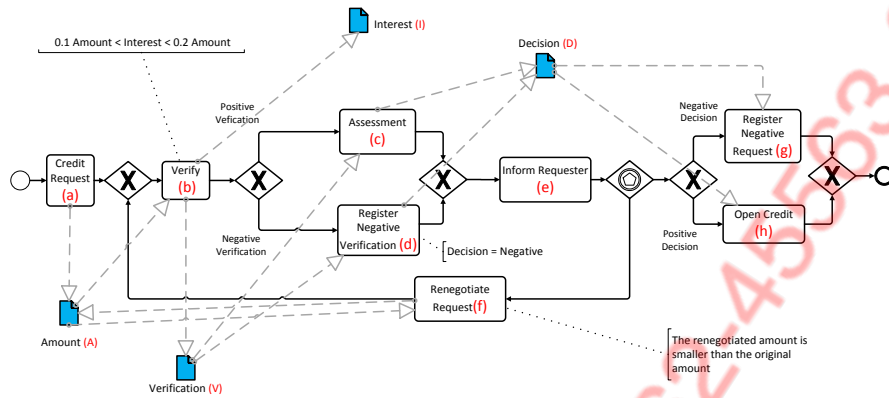 Interest (I)
0.1 Amount < Interest < 0.2 Amount
Decision (D)
Positive
Vefication
Negative
Decision
Register
Negative
Request (g)
Assessment
(c)
Credit
Request
(a)
X
Verify
(b)
X
X
Inform Requester
(e)
X
X
Register
Negative
Verification (d)
Open Credit
(h)
Negative
Verification
Decision = Negative
Positive
Decision
Renegotiate
Request(f)
Amount (A)
The renegotiated amount is
smaller than the original
amount
Verification (V)
62-45563